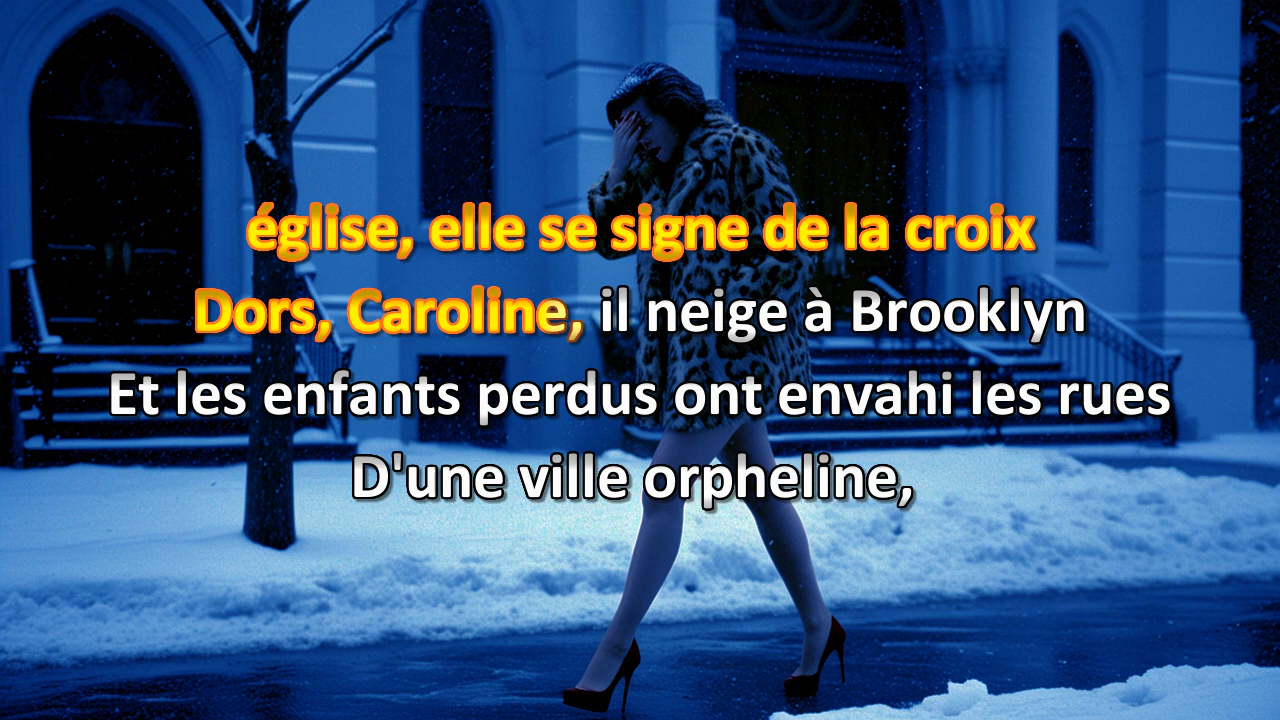 église, elle se signe de la croix
Dors, Caroline, il neige à Brooklyn
Et les enfants perdus ont envahi les rues
D'une ville orpheline,